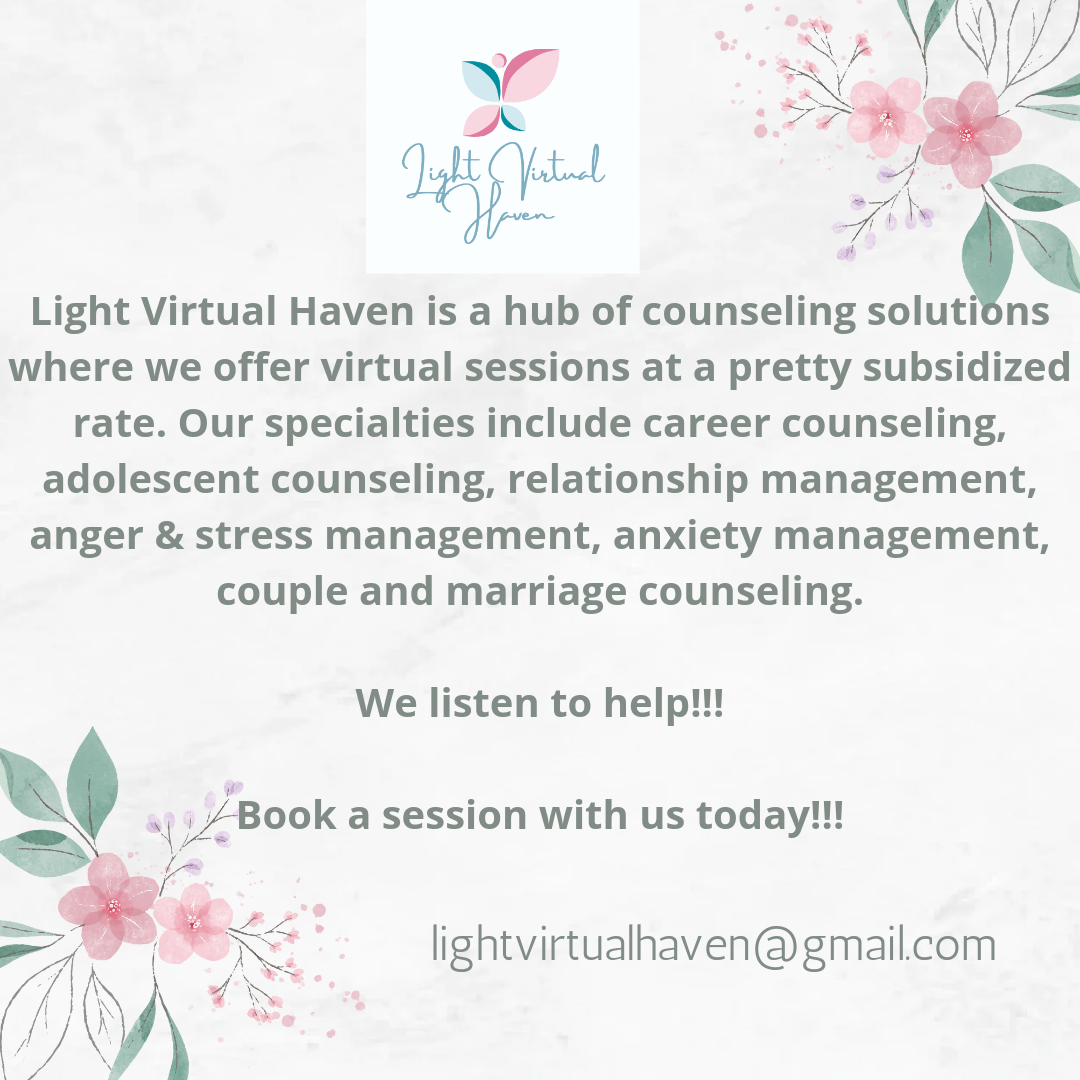 Light Virtual
Haven
Light Virtual Haven is a hub of counseling solutions
where we offer virtual sessions at a pretty subsidized
rate. Our specialties include career counseling,
adolescent counseling, relationship management,
anger & stress management, anxiety management,
couple and marriage counseling.
We listen to help!!!
Book a session with us today!!!
lightvirtualhaven@gmail.com